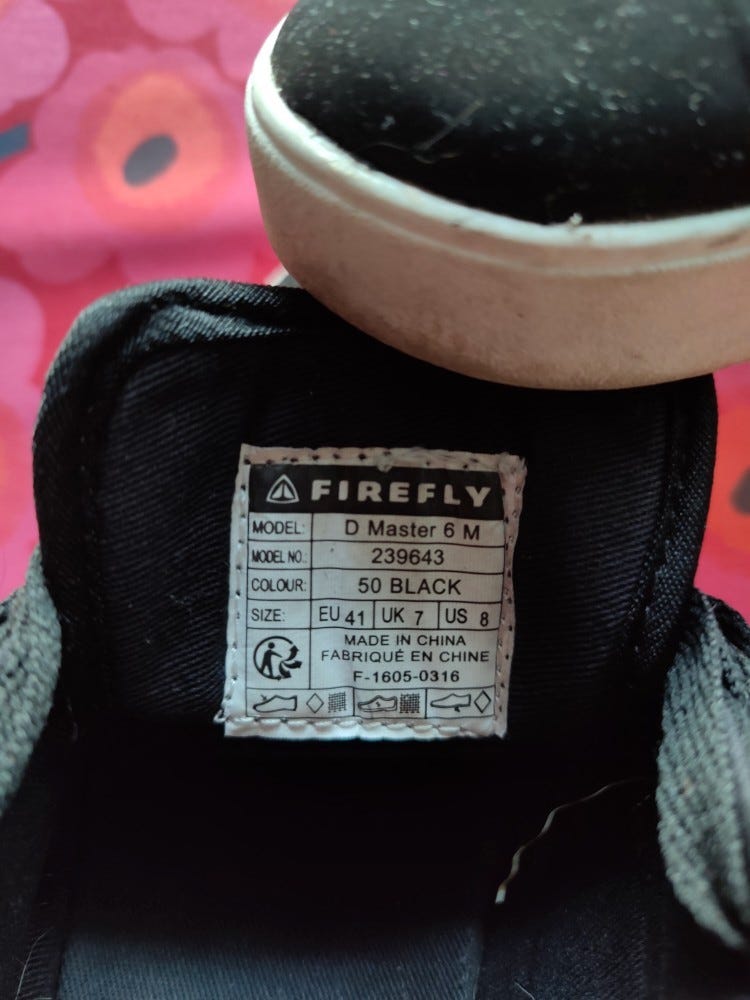 FIREFLY
MODEL: D Master 6 M
MODEL NO.: 239643
COLOUR: 50 BLACK
SIZE: EU 41 UK 7 US 8
MADE IN CHINA
FABRIQUÉ EN CHINE
F-1605-0316